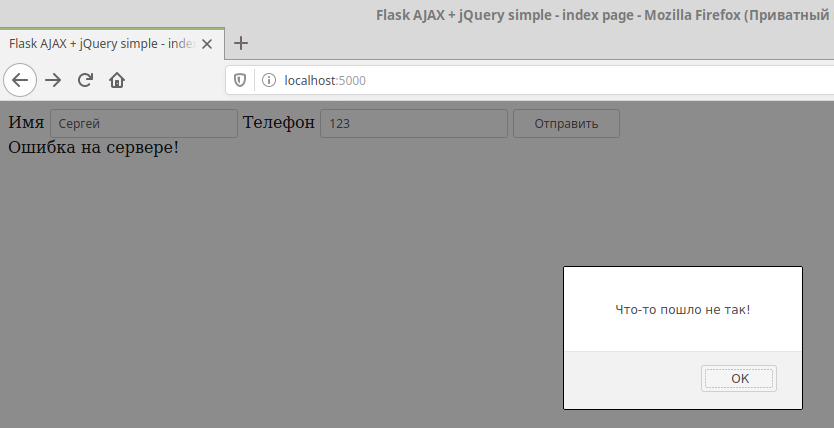 Flask AJAX + jQuery simple - index page - Mozilla Firefox (Приватный
Flask AJAX + jQuery simple - inde
localhost:5000
Имя Сергей Телефон 123 Отправить
Ошибка на сервере!
Что-то пошло не так!
OK